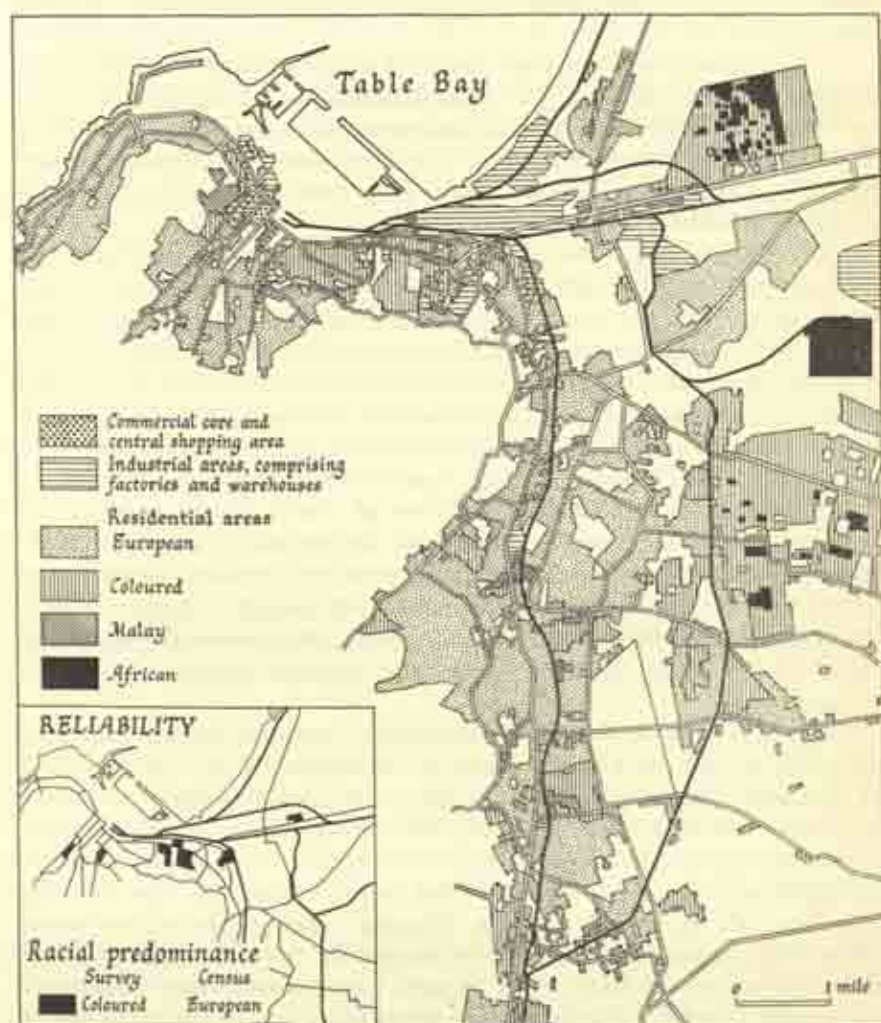 Table Bay
Commercial core and
central shopping area
Industrial areas, comprising
factories and warehouses
Residential areas
European
Coloured
Malay
African
RELIABILITY
Racial predominance
Survey Census
Coloured European
0 1 mile